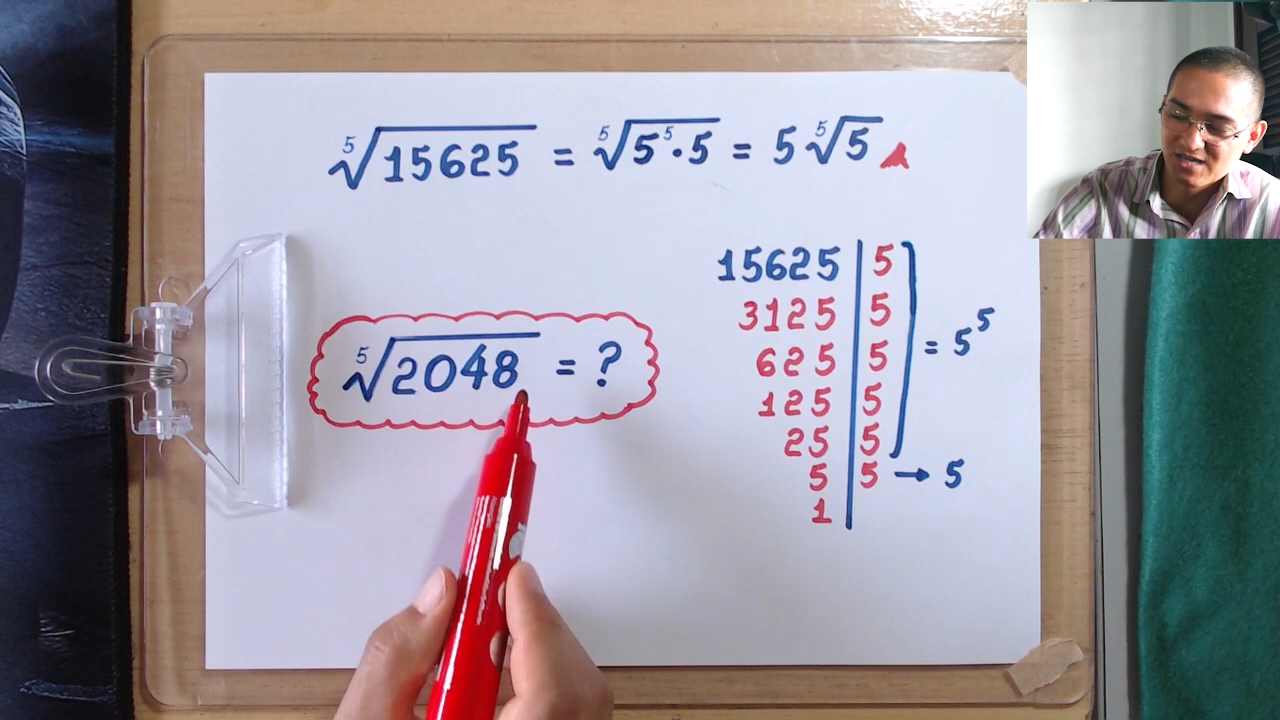 ⁵√15625 = ⁵√5⁵·5 = 5 ⁵√5
⁵√2048 = ?
15625 | 5
3125 | 5
625 | 5
125 | 5
25 | 5
= 5⁵
5 | 5 → 5
1